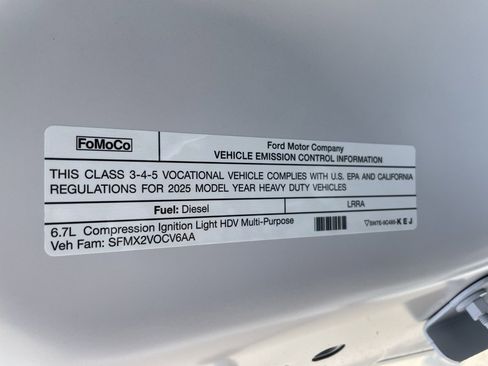 FoMoCo
Ford Motor Company
VEHICLE EMISSION CONTROL INFORMATION
THIS CLASS 3-4-5 VOCATIONAL VEHICLE COMPLIES WITH U.S. EPA AND CALIFORNIA
REGULATIONS FOR 2025 MODEL YEAR HEAVY DUTY VEHICLES
Fuel: Diesel
LRRA
6.7L Compression Ignition Light HDV Multi-Purpose
Veh Fam: SFMX2VOCV6AA
KEJ